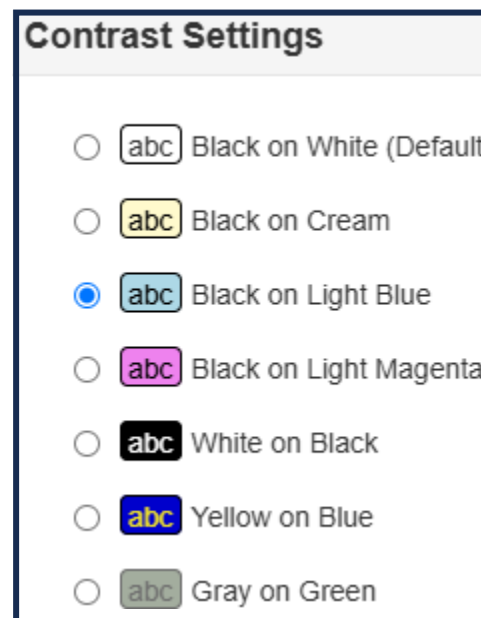 Contrast Settings
abc Black on White (Default
abc Black on Cream
abc Black on Light Blue
abc Black on Light Magenta
abc White on Black
abc Yellow on Blue
abc Gray on Green